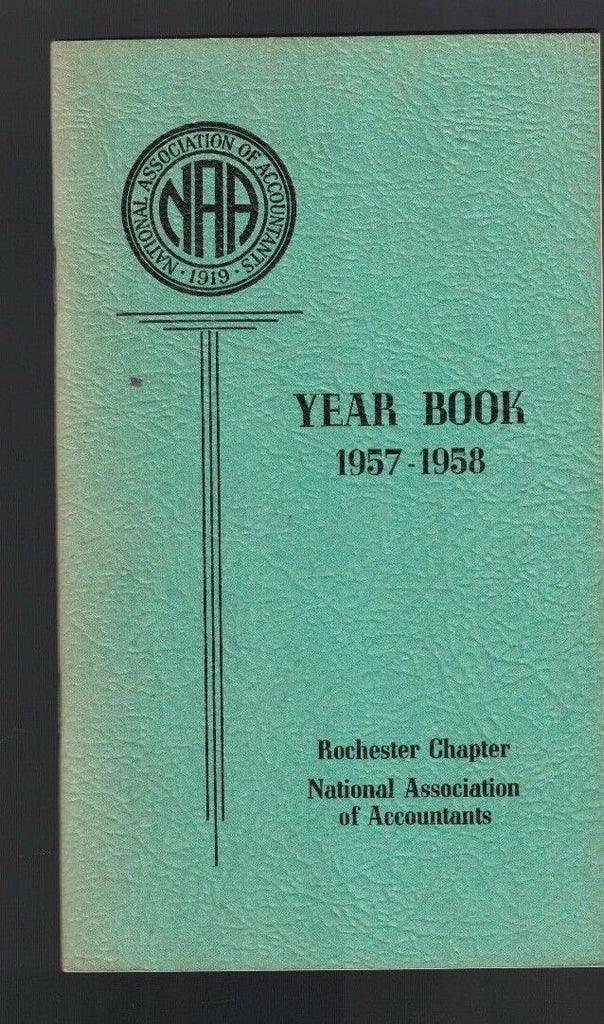 NATIONAL ASSOCIATION OF ACCOUNTANTS
NAA
· 1919 ·
YEAR BOOK
1957-1958
Rochester Chapter
National Association
of Accountants